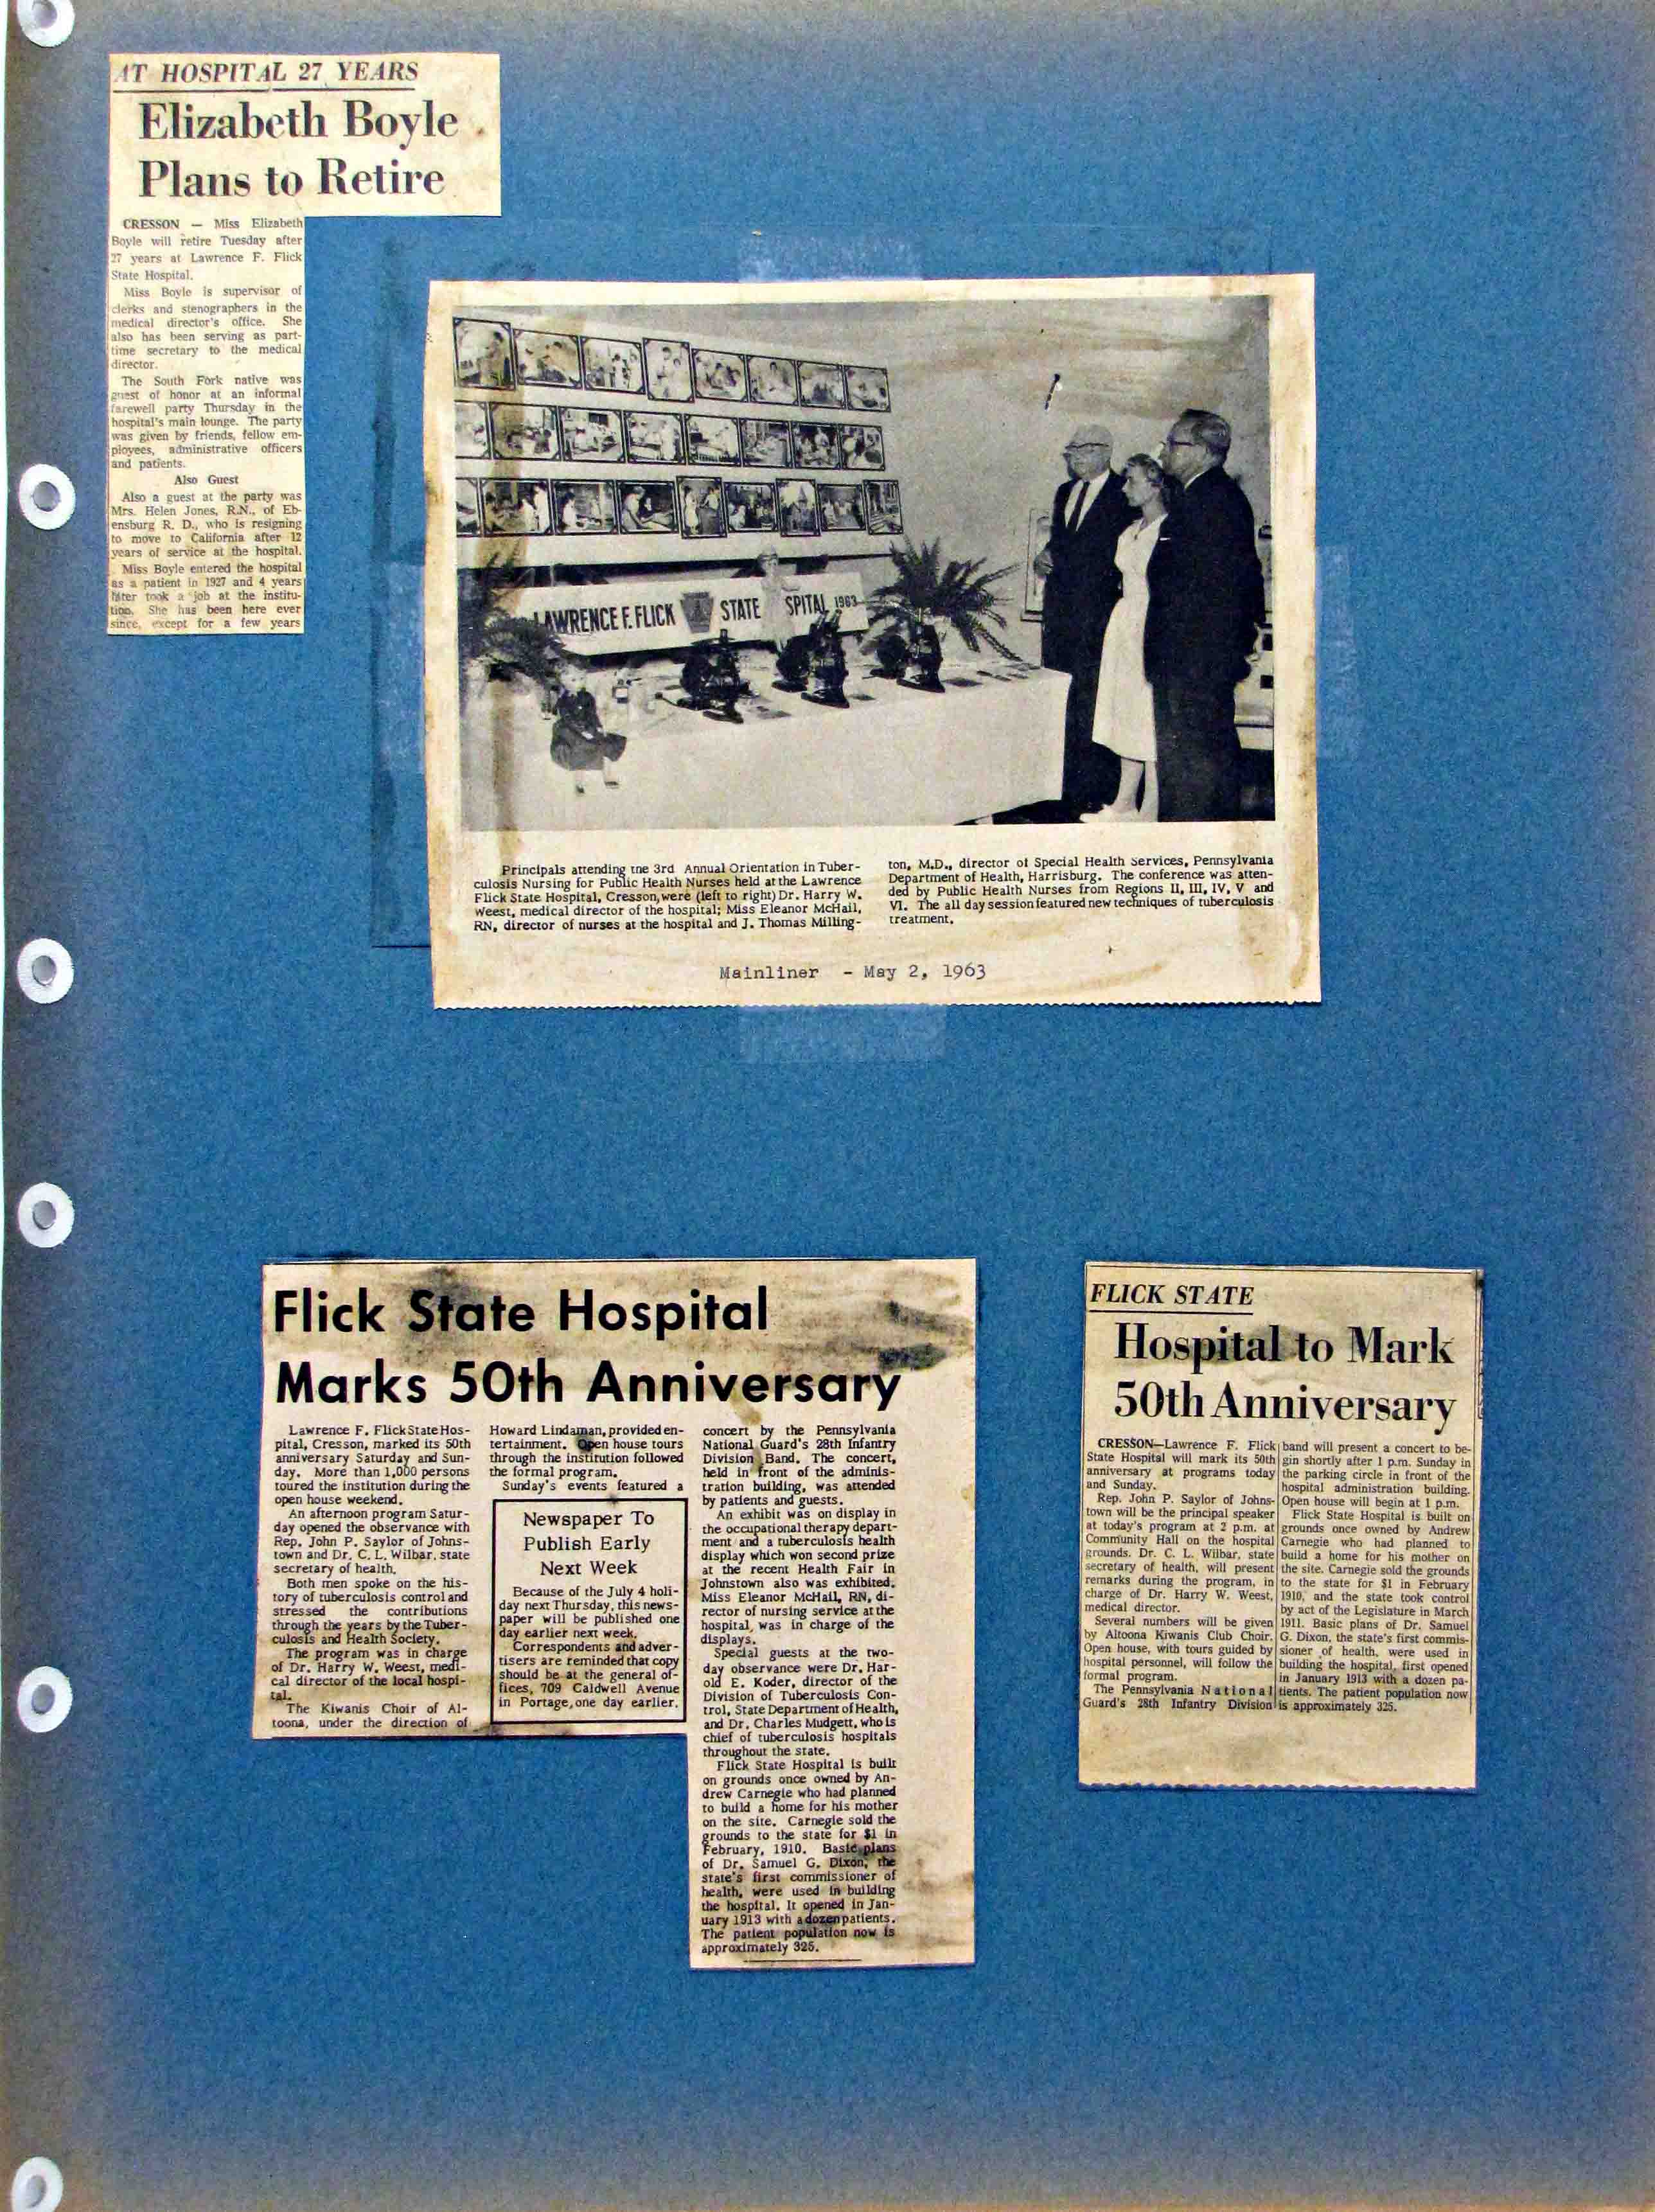 AT HOSPITAL 27 YEARS
Elizabeth Boyle
Plans to Retire
CRESSON — Miss Elizabeth
Boyle will retire Tuesday after
27 years at Lawrence F. Flick
State Hospital.
Miss Boyle is supervisor of
clerks and stenographers in the
medical director's office. She
also has been serving as part-
time secretary to the medical
director.
The South Fork native was
guest of honor at an informal
farewell party Thursday in the
hospital's main lounge. The party
was given by friends, fellow em-
ployees, administrative officers
and patients.
Also Guest
Also a guest at the party was
Mrs. Helen Jones, R.N., of Eb-
ensburg R. D., who is resigning
to move to California after 12
years of service at the hospital.
Miss Boyle entered the hospital
as a patient in 1927 and 4 years
later took a job at the institu-
tion. She has been here ever
since, except for a few years
LAWRENCE F. FLICK STATE SPITAL 1963
Principals attending the 3rd Annual Orientation in Tuber-
culosis Nursing for Public Health Nurses held at the Lawrence
Flick State Hospital, Cresson, were (left to right) Dr. Harry W.
Weest, medical director of the hospital; Miss Eleanor McHail,
RN, director of nurses at the hospital and J. Thomas Milling-
ton, M.D., director of Special Health Services, Pennsylvania
Department of Health, Harrisburg. The conference was atten-
ded by Public Health Nurses from Regions II, III, IV, V and
VI. The all day session featured new techniques of tuberculosis
treatment.
Mainliner - May 2, 1963
Flick State Hospital
Marks 50th Anniversary
Lawrence F. Flick State Hos-
pital, Cresson, marked its 50th
anniversary Saturday and Sun-
day. More than 1,000 persons
toured the institution during the
open house weekend.
An afternoon program Satur-
day opened the observance with
Rep. John P. Saylor of Johns-
town and Dr. C. L. Wilbar, state
secretary of health.
Both men spoke on the his-
tory of tuberculosis control and
stressed the contributions
through the years by the Tuber-
culosis and Health Society.
The program was in charge
of Dr. Harry W. Weest, medi-
cal director of the local hospi-
tal.
The Kiwanis Choir of Al-
toona, under the direction of
Howard Lindaman, provided en-
tertainment. Open house tours
through the institution followed
the formal program.
Sunday's events featured a
Newspaper To
Publish Early
Next Week
Because of the July 4 holi-
day next Thursday, this news-
paper will be published one
day earlier next week.
Correspondents and adver-
tisers are reminded that copy
should be at the general of-
fices, 709 Caldwell Avenue
in Portage, one day earlier.
concert by the Pennsylvania
National Guard's 28th Infantry
Division Band. The concert,
held in front of the adminis-
tration building, was attended
by patients and guests.
An exhibit was on display in
the occupational therapy depart-
ment and a tuberculosis health
display which won second prize
at the recent Health Fair in
Johnstown also was exhibited.
Miss Eleanor McHail, RN, di-
rector of nursing service at the
hospital, was in charge of the
displays.
Special guests at the two-
day observance were Dr. Har-
old E. Koder, director of the
Division of Tuberculosis Con-
trol, State Department of Health,
and Dr. Charles Mudgett, who is
chief of tuberculosis hospitals
throughout the state.
Flick State Hospital is built
on grounds once owned by An-
drew Carnegie who had planned
to build a home for his mother
on the site. Carnegie sold the
grounds to the state for $1 in
February, 1910. Basic plans
of Dr. Samuel G. Dixon, the
state's first commissioner of
health, were used in building
the hospital. It opened in Jan-
uary 1913 with a dozen patients.
The patient population now is
approximately 325.
FLICK STATE
Hospital to Mark
50th Anniversary
CRESSON—Lawrence F. Flick
State Hospital will mark its 50th
anniversary at programs today
and Sunday.
Rep. John P. Saylor of Johns-
town will be the principal speaker
at today's program at 2 p.m. at
Community Hall on the hospital
grounds. Dr. C. L. Wilbar, state
secretary of health, will present
remarks during the program, in
charge of Dr. Harry W. Weest,
medical director.
Several numbers will be given
by Altoona Kiwanis Club Choir.
Open house, with tours guided by
hospital personnel, will follow the
formal program.
The Pennsylvania National
Guard's 28th Infantry Division
band will present a concert to be-
gin shortly after 1 p.m. Sunday in
the parking circle in front of the
hospital administration building.
Open house will begin at 1 p.m.
Flick State Hospital is built on
grounds once owned by Andrew
Carnegie who had planned to
build a home for his mother on
the site. Carnegie sold the grounds
to the state for $1 in February
1910, and the state took control
by act of the Legislature in March
1911. Basic plans of Dr. Samuel
G. Dixon, the state's first commis-
sioner of health, were used in
building the hospital, first opened
in January 1913 with a dozen pa-
tients. The patient population now
is approximately 325.